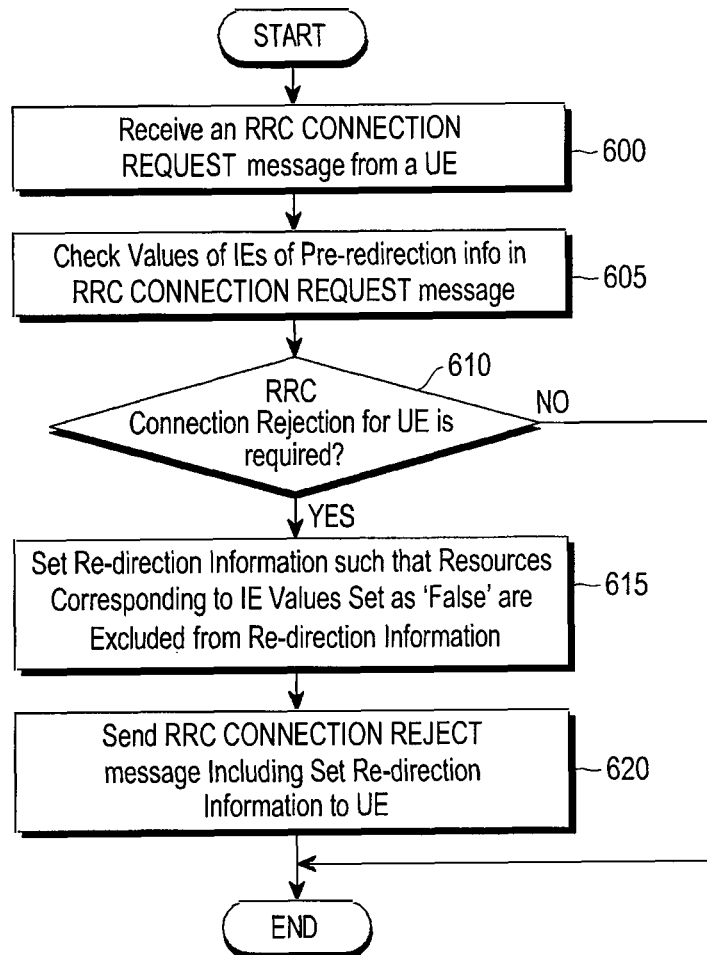 START
Receive an RRC CONNECTION
REQUEST message from a UE
600
Check Values of IEs of Pre-redirection info in
RRC CONNECTION REQUEST message
605
610
RRC
Connection Rejection for UE is
required?
NO
YES
Set Re-direction Information such that Resources
Corresponding to IE Values Set as 'False' are
Excluded from Re-direction Information
615
Send RRC CONNECTION REJECT
message Including Set Re-direction
Information to UE
620
END